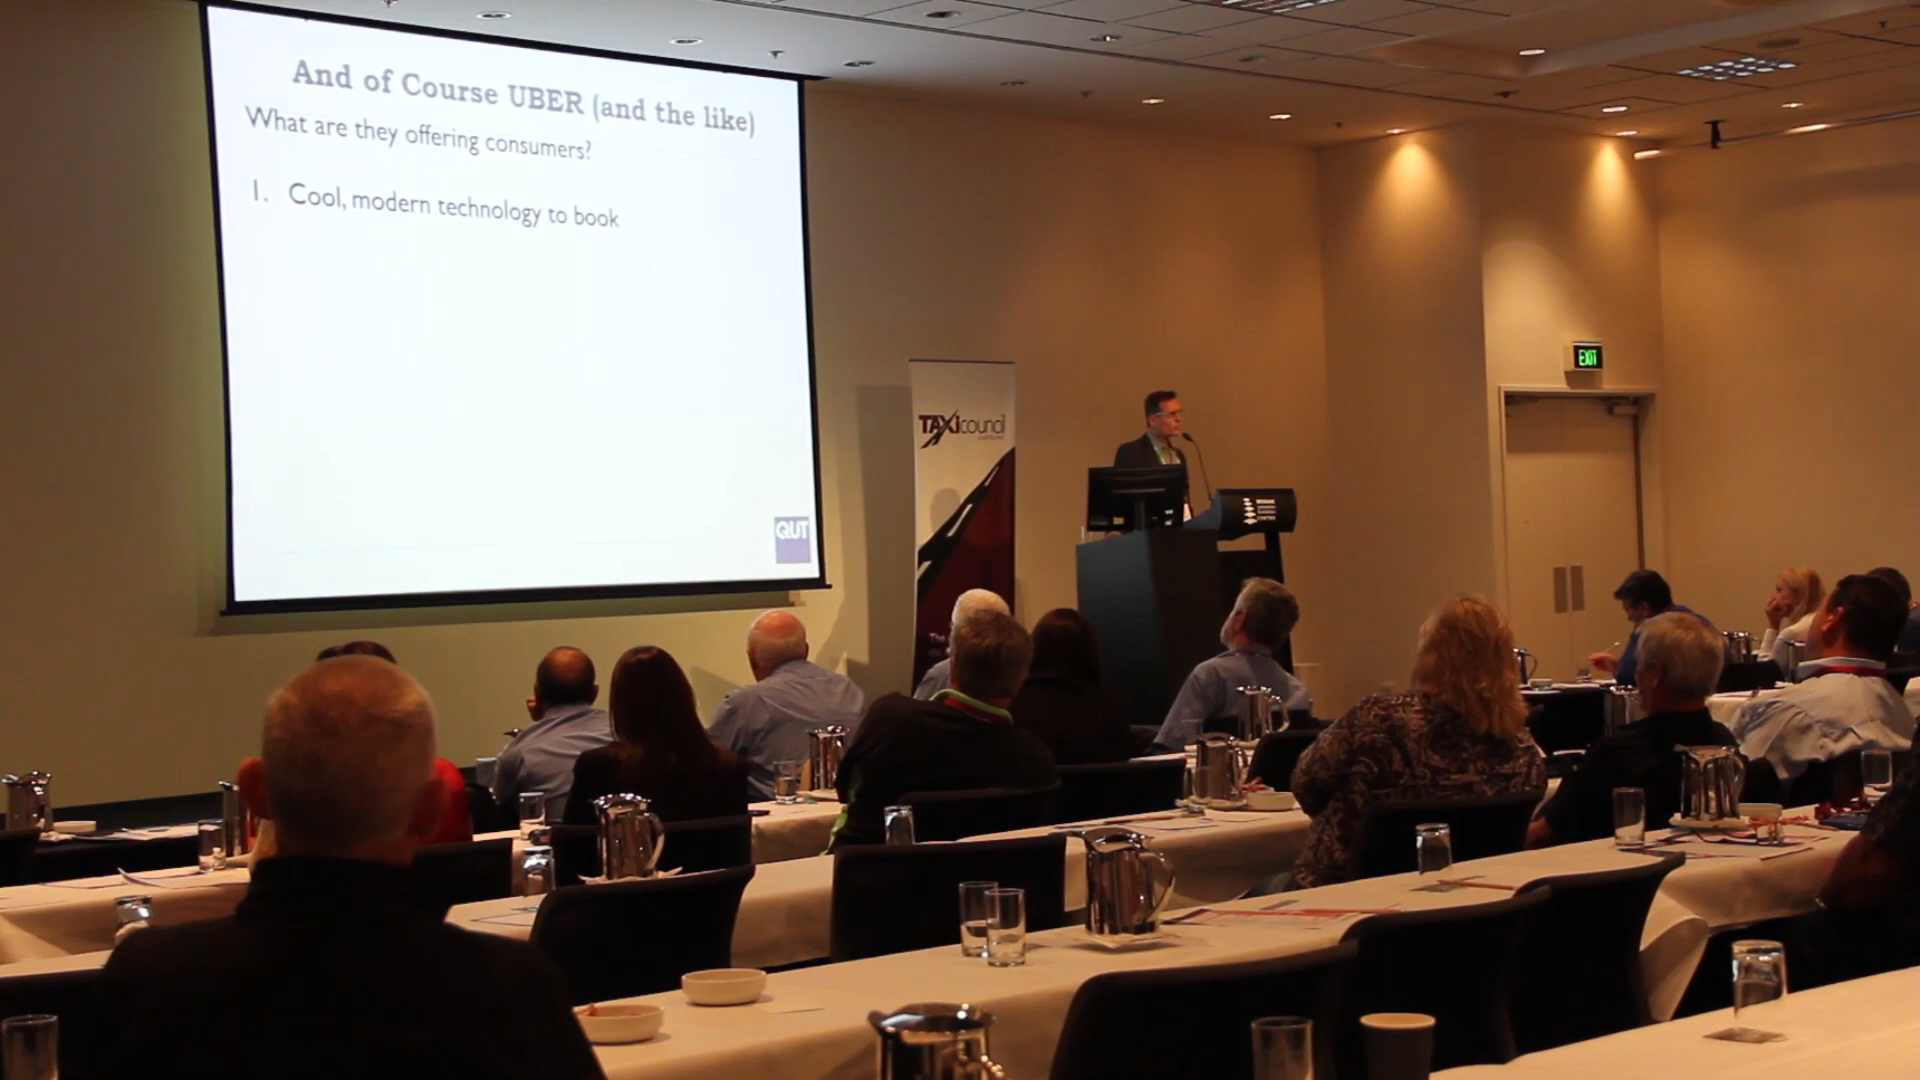 And of Course UBER (and the like)
What are they offering consumers?
1. Cool, modern technology to book
QUT
TAXicouncil
EXIT
CENTRE